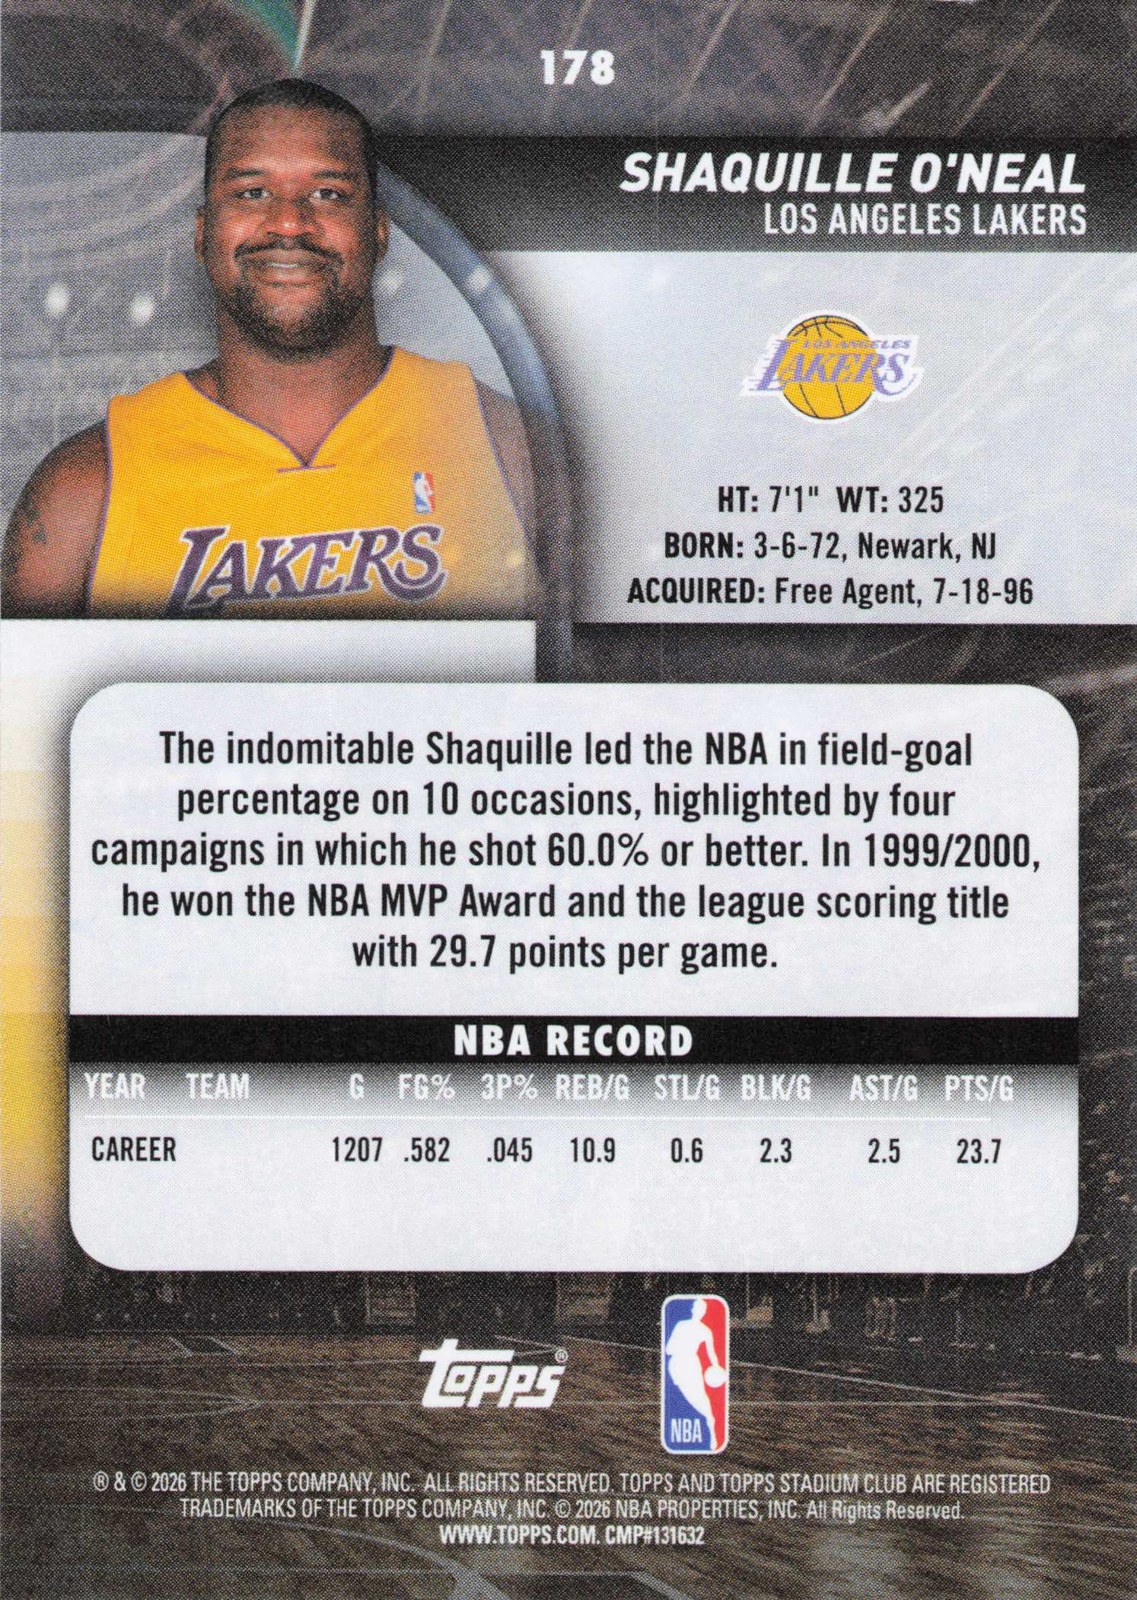 178
SHAQUILLE O'NEAL
LOS ANGELES LAKERS
LOS ANGELES
LAKERS
HT: 7'1" WT: 325
BORN: 3-6-72, Newark, NJ
ACQUIRED: Free Agent, 7-18-96
LAKERS
The indomitable Shaquille led the NBA in field-goal
percentage on 10 occasions, highlighted by four
campaigns in which he shot 60.0% or better. In 1999/2000,
he won the NBA MVP Award and the league scoring title
with 29.7 points per game.
NBA RECORD
YEAR TEAM G FG% 3P% REB/G STL/G BLK/G AST/G PTS/G
CAREER 1207 .582 .045 10.9 0.6 2.3 2.5 23.7
topps®
NBA
® & © 2026 THE TOPPS COMPANY, INC. ALL RIGHTS RESERVED. TOPPS AND TOPPS STADIUM CLUB ARE REGISTERED
TRADEMARKS OF THE TOPPS COMPANY, INC. © 2026 NBA PROPERTIES, INC. All Rights Reserved.
WWW.TOPPS.COM. CMP#131632